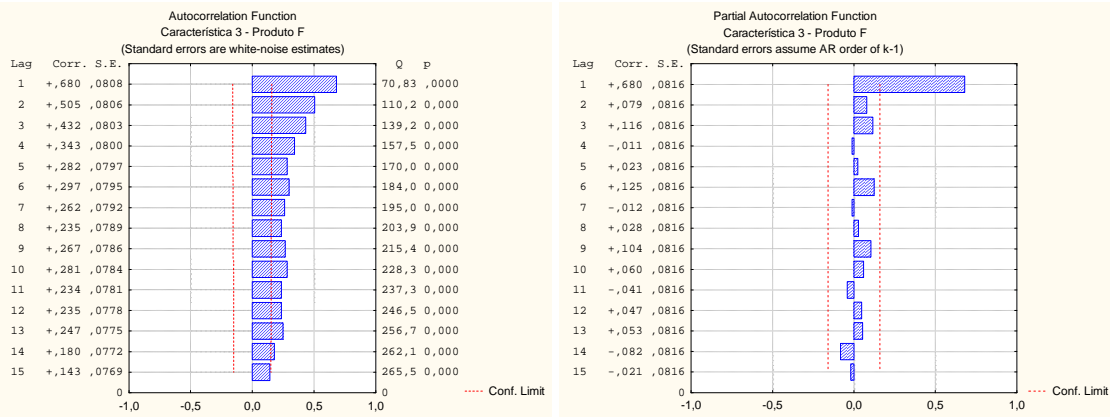 Autocorrelation Function
Característica 3 - Produto F
(Standard errors are white-noise estimates)
Lag Corr. S.E. Q p
1 +,680 ,0808 70,83 ,0000
2 +,505 ,0806 110,2 0,000
3 +,432 ,0803 139,2 0,000
4 +,343 ,0800 157,5 0,000
5 +,282 ,0797 170,0 0,000
6 +,297 ,0795 184,0 0,000
7 +,262 ,0792 195,0 0,000
8 +,235 ,0789 203,9 0,000
9 +,267 ,0786 215,4 0,000
10 +,281 ,0784 228,3 0,000
11 +,234 ,0781 237,3 0,000
12 +,235 ,0778 246,5 0,000
13 +,247 ,0775 256,7 0,000
14 +,180 ,0772 262,1 0,000
15 +,143 ,0769 265,5 0,000
0 0
-1,0 -0,5 0,0 0,5 1,0
Conf. Limit
Partial Autocorrelation Function
Característica 3 - Produto F
(Standard errors assume AR order of k-1)
Lag Corr. S.E.
1 +,680 ,0816
2 +,079 ,0816
3 +,116 ,0816
4 -,011 ,0816
5 +,023 ,0816
6 +,125 ,0816
7 -,012 ,0816
8 +,028 ,0816
9 +,104 ,0816
10 +,060 ,0816
11 -,041 ,0816
12 +,047 ,0816
13 +,053 ,0816
14 -,082 ,0816
15 -,021 ,0816
0 0
-1,0 -0,5 0,0 0,5 1,0
Conf. Limit